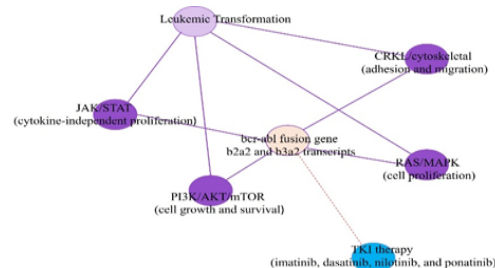 Leukemic Transformation
CRKL/cytoskeletal
(adhesion and migration)
JAK/STAT
(cytokine-independent proliferation)
bcr-abl fusion gene
b2a2 and b3a2 transcripts
RAS/MAPK
(cell proliferation)
PI3K/AKT/mTOR
(cell growth and survival)
TKI therapy
(imatinib, dasatinib, nilotinib, and ponatinib)